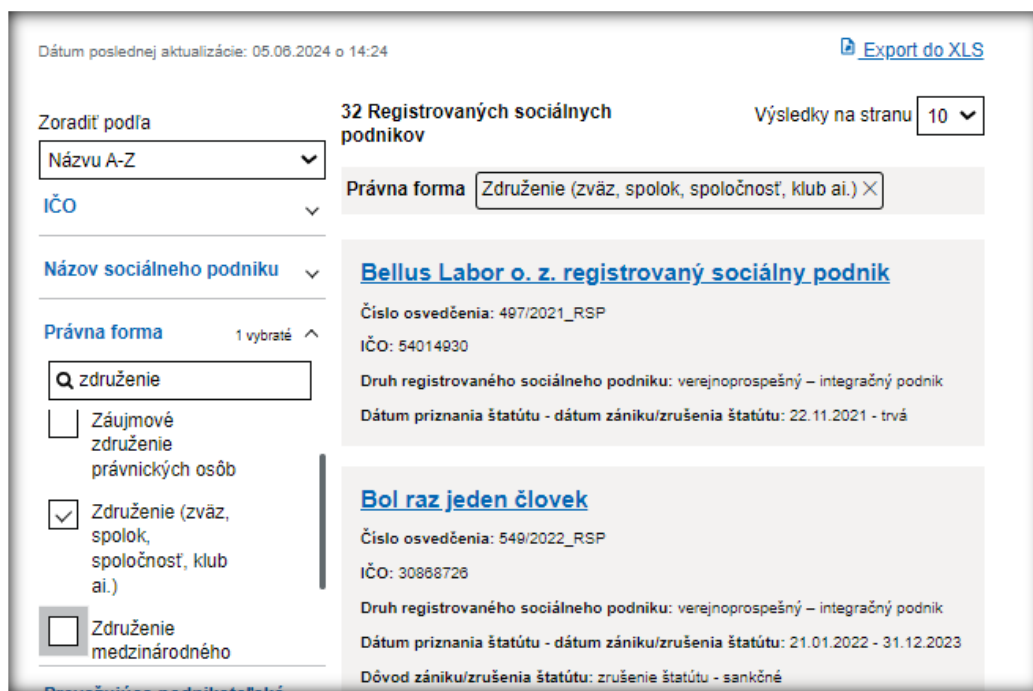 Dátum poslednej aktualizácie: 05.06.2024 o 14:24
Export do XLS
Zoradiť podľa
Názvu A-Z
IČO
Názov sociálneho podniku
Právna forma 1 vybraté
združenie
Záujmové
združenie
právnických osôb
Združenie (zväz,
spolok,
spoločnosť, klub
ai.)
Združenie
medzinárodného
32 Registrovaných sociálnych
podnikov
Výsledky na stranu 10
Právna forma Združenie (zväz, spolok, spoločnosť, klub ai.)
Bellus Labor o. z. registrovaný sociálny podnik
Číslo osvedčenia: 497/2021_RSP
IČO: 54014930
Druh registrovaného sociálneho podniku: verejnoprospešný – integračný podnik
Dátum priznania štatútu - dátum zániku/zrušenia štatútu: 22.11.2021 - trvá
Bol raz jeden človek
Číslo osvedčenia: 549/2022_RSP
IČO: 30868726
Druh registrovaného sociálneho podniku: verejnoprospešný – integračný podnik
Dátum priznania štatútu - dátum zániku/zrušenia štatútu: 21.01.2022 - 31.12.2023
Dôvod zániku/zrušenia štatútu: zrušenie štatútu - sankčné